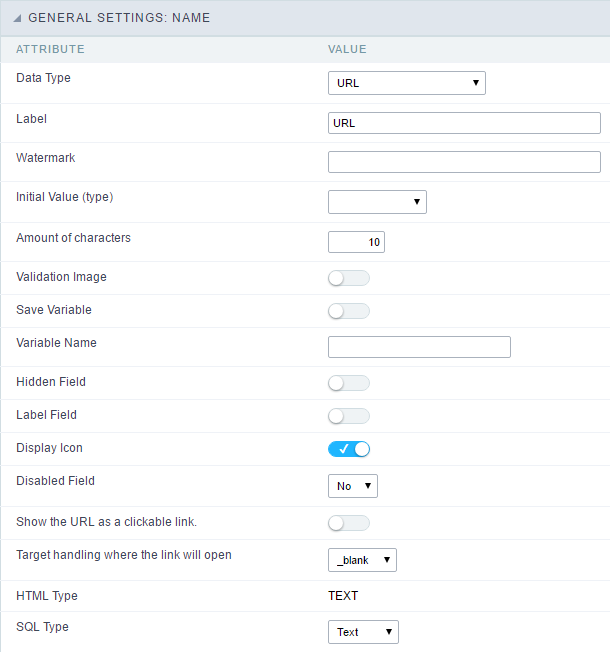 GENERAL SETTINGS: NAME
ATTRIBUTE VALUE
Data Type URL
Label URL
Watermark
Initial Value (type)
Amount of characters 10
Validation Image
Save Variable
Variable Name
Hidden Field
Label Field
Display Icon
Disabled Field No
Show the URL as a clickable link.
Target handling where the link will open _blank
HTML Type TEXT
SQL Type Text